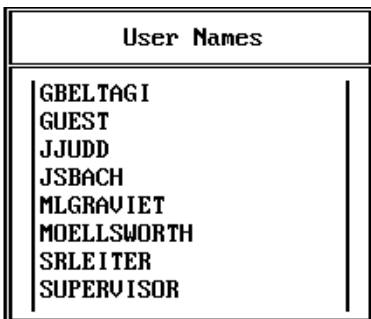 User Names
GBELTAGI
GUEST
JJUDD
JSBACH
MLGRAVIET
MOELLSWORTH
SRLEITER
SUPERVISOR